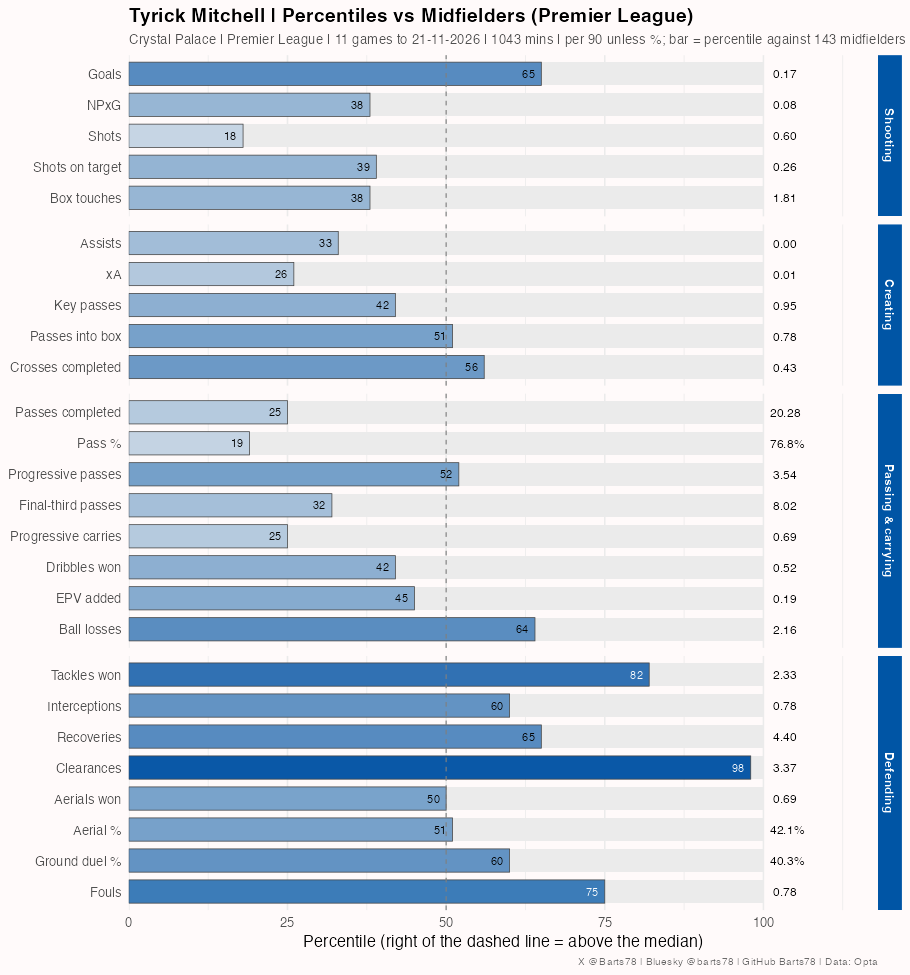 Tyrick Mitchell | Percentiles vs Midfielders (Premier League)
Crystal Palace | Premier League | 11 games to 21-11-2026 | 1043 mins | per 90 unless %; bar = percentile against 143 midfielders
Goals 65 0.17
NPxG 38 0.08
Shots 18 0.60
Shots on target 39 0.26
Box touches 38 1.81
Shooting
Assists 33 0.00
xA 26 0.01
Key passes 42 0.95
Passes into box 51 0.78
Crosses completed 56 0.43
Creating
Passes completed 25 20.28
Pass % 19 76.8%
Progressive passes 52 3.54
Final-third passes 32 8.02
Progressive carries 25 0.69
Dribbles won 42 0.52
EPV added 45 0.19
Ball losses 64 2.16
Passing & carrying
Tackles won 82 2.33
Interceptions 60 0.78
Recoveries 65 4.40
Clearances 98 3.37
Aerials won 50 0.69
Aerial % 51 42.1%
Ground duel % 60 40.3%
Fouls 75 0.78
Defending
0 25 50 75 100
Percentile (right of the dashed line = above the median)
X @Barts78 | Bluesky @barts78 | GitHub Barts78 | Data: Opta